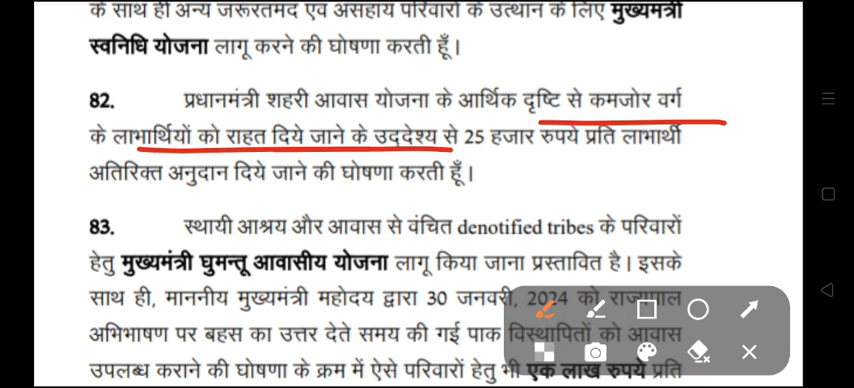 के साथ ही अन्य जरूरतमंद एवं असहाय परिवारों के उत्थान के लिए मुख्यमंत्री
स्वनिधि योजना लागू करने की घोषणा करती हूँ।
82. प्रधानमंत्री शहरी आवास योजना के आर्थिक दृष्टि से कमजोर वर्ग
के लाभार्थियों को राहत दिये जाने के उद्देश्य से 25 हजार रुपये प्रति लाभार्थी
अतिरिक्त अनुदान दिये जाने की घोषणा करती हूँ।
83. स्थायी आश्रय और आवास से वंचित denotified tribes के परिवारों
हेतु मुख्यमंत्री घुमन्तू आवासीय योजना लागू किया जाना प्रस्तावित है। इसके
साथ ही, माननीय मुख्यमंत्री महोदय द्वारा 30 जनवरी, 2024 को राज्यपाल
अभिभाषण पर बहस का उत्तर देते समय की गई पाक विस्थापितों को आवास
उपलब्ध कराने की घोषणा के क्रम में ऐसे परिवारों हेतु भी एक लाख रुपये प्रति